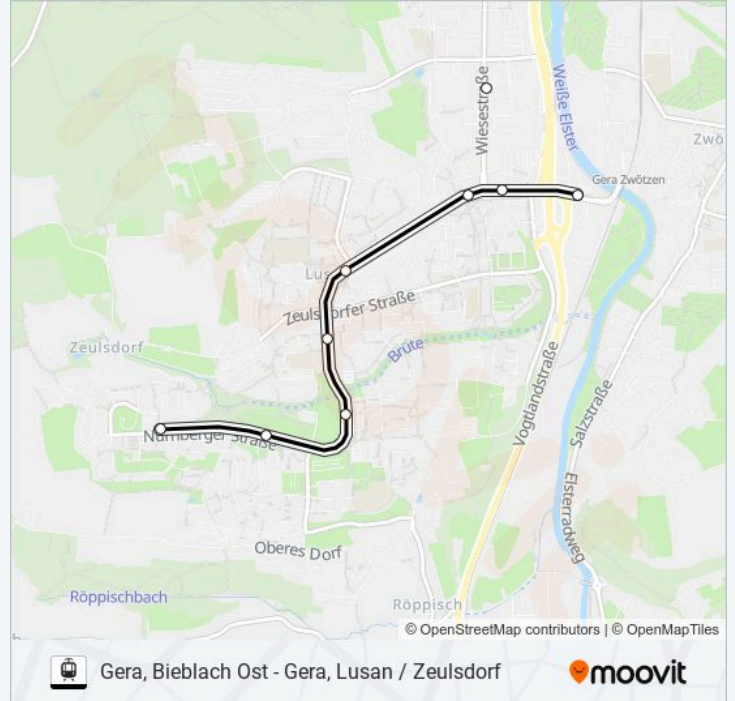 Wiesestraße
Weiße Elster
Zwö
Gera Zwötzen
Lus
Zeulsdorfer Straße
Zeulsdorf
Brüte
Vogtlandstraße
Salzstraße
Nürnberger Straße
Elsterradweg
Oberes Dorf
Röppischbach
Röppisch
b
© OpenStreetMap contributors | © OpenMapTiles
Gera, Bieblach Ost - Gera, Lusan / Zeulsdorf
moovit